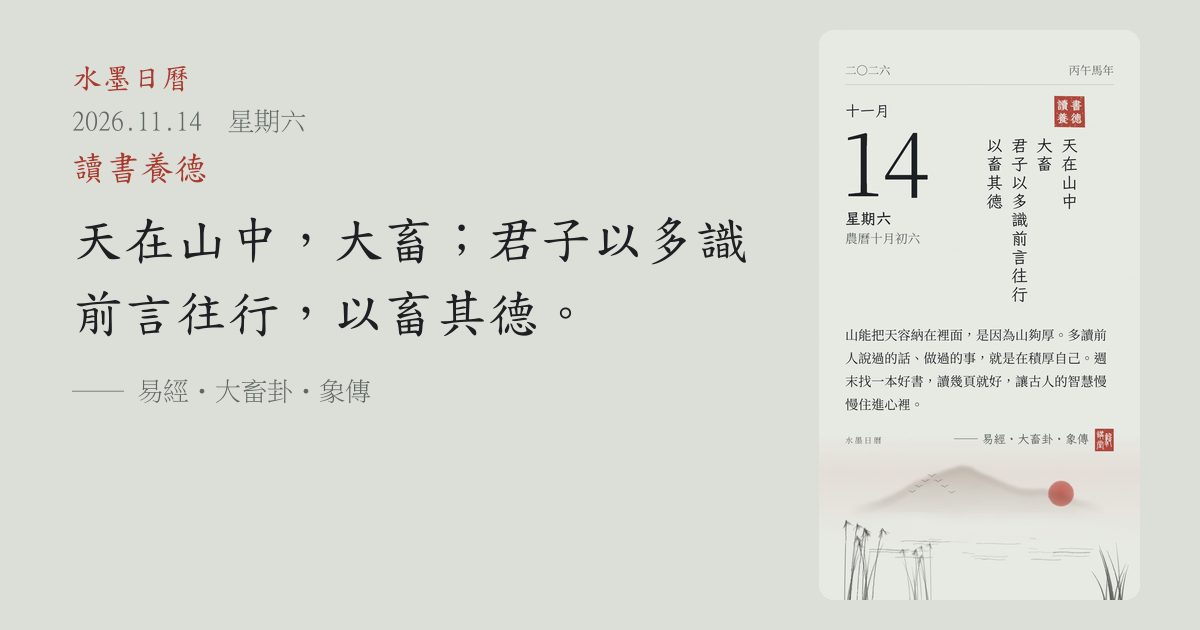 水墨日曆
2026.11.14　星期六
讀書養德
天在山中，大畜；君子以多識
前言往行，以畜其德。
—— 易經・大畜卦・象傳
二〇二六
丙午馬年
十一月
14
星期六
農曆十月初六
讀書養德
天在山中
大畜
君子以多識前言往行
以畜其德
山能把天容納在裡面，是因為山夠厚。多讀前
人說過的話、做過的事，就是在積厚自己。週
末找一本好書，讀幾頁就好，讓古人的智慧慢
慢住進心裡。
水墨日曆
—— 易經・大畜卦・象傳